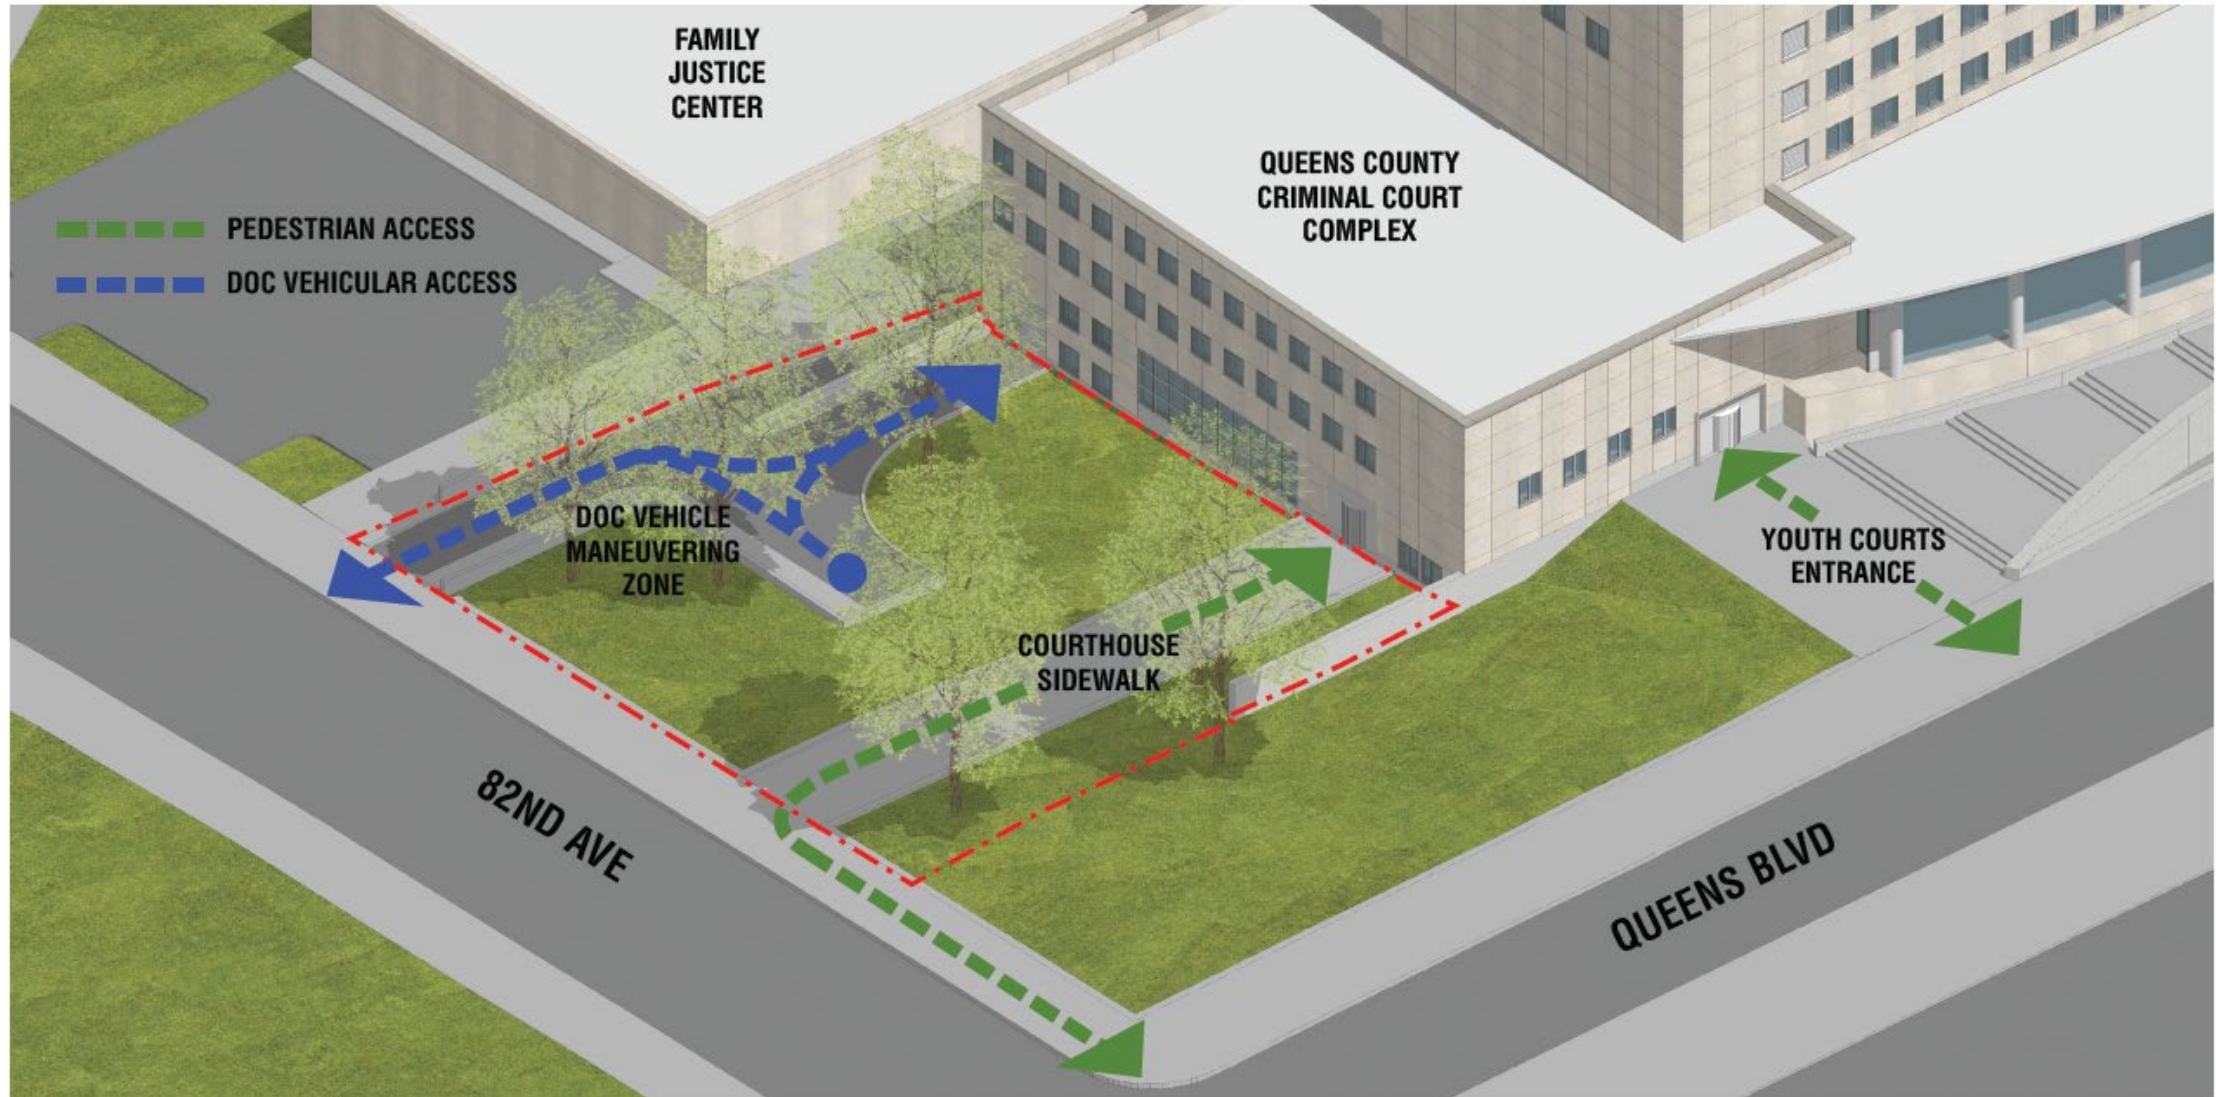 FAMILY
JUSTICE
CENTER
QUEENS COUNTY
CRIMINAL COURT
COMPLEX
PEDESTRIAN ACCESS
DOC VEHICULAR ACCESS
DOC VEHICLE
MANEUVERING
ZONE
YOUTH COURTS
ENTRANCE
COURTHOUSE
SIDEWALK
82ND AVE
QUEENS BLVD